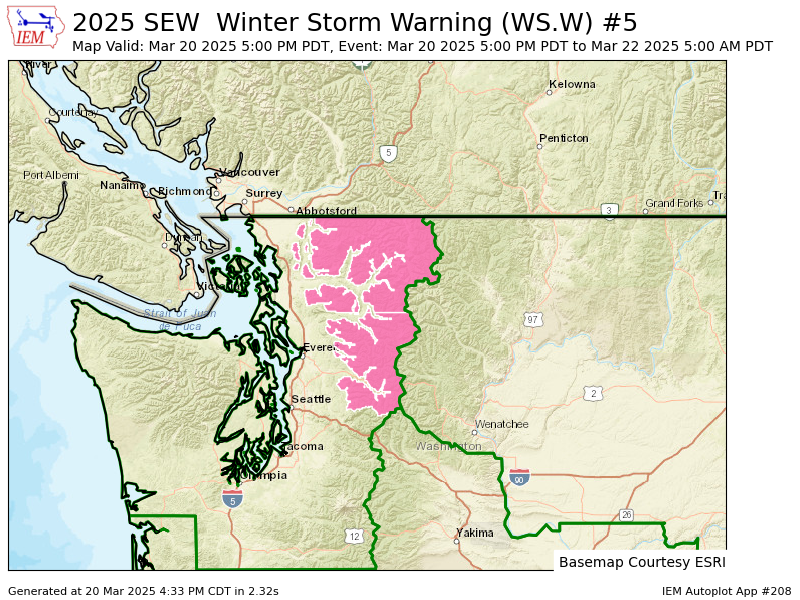 IEM
2025 SEW  Winter Storm Warning (WS.W) #5
Map Valid: Mar 20 2025 5:00 PM PDT, Event: Mar 20 2025 5:00 PM PDT to Mar 22 2025 5:00 AM PDT
River
Kelowna
Courtenay
Penticton
5
Vancouver
Port Alberni
Nanaimo
Richmond
Surrey
Grand Forks
Tra
3
Abbotsford
Duncan
Victoria
Strait of Juan
de Fuca
97
Everett
2
Seattle
Wenatchee
Tacoma
Washington
Olympia
90
5
26
12
Yakima
Basemap Courtesy ESRI
Generated at 20 Mar 2025 4:33 PM CDT in 2.32s
IEM Autoplot App #208